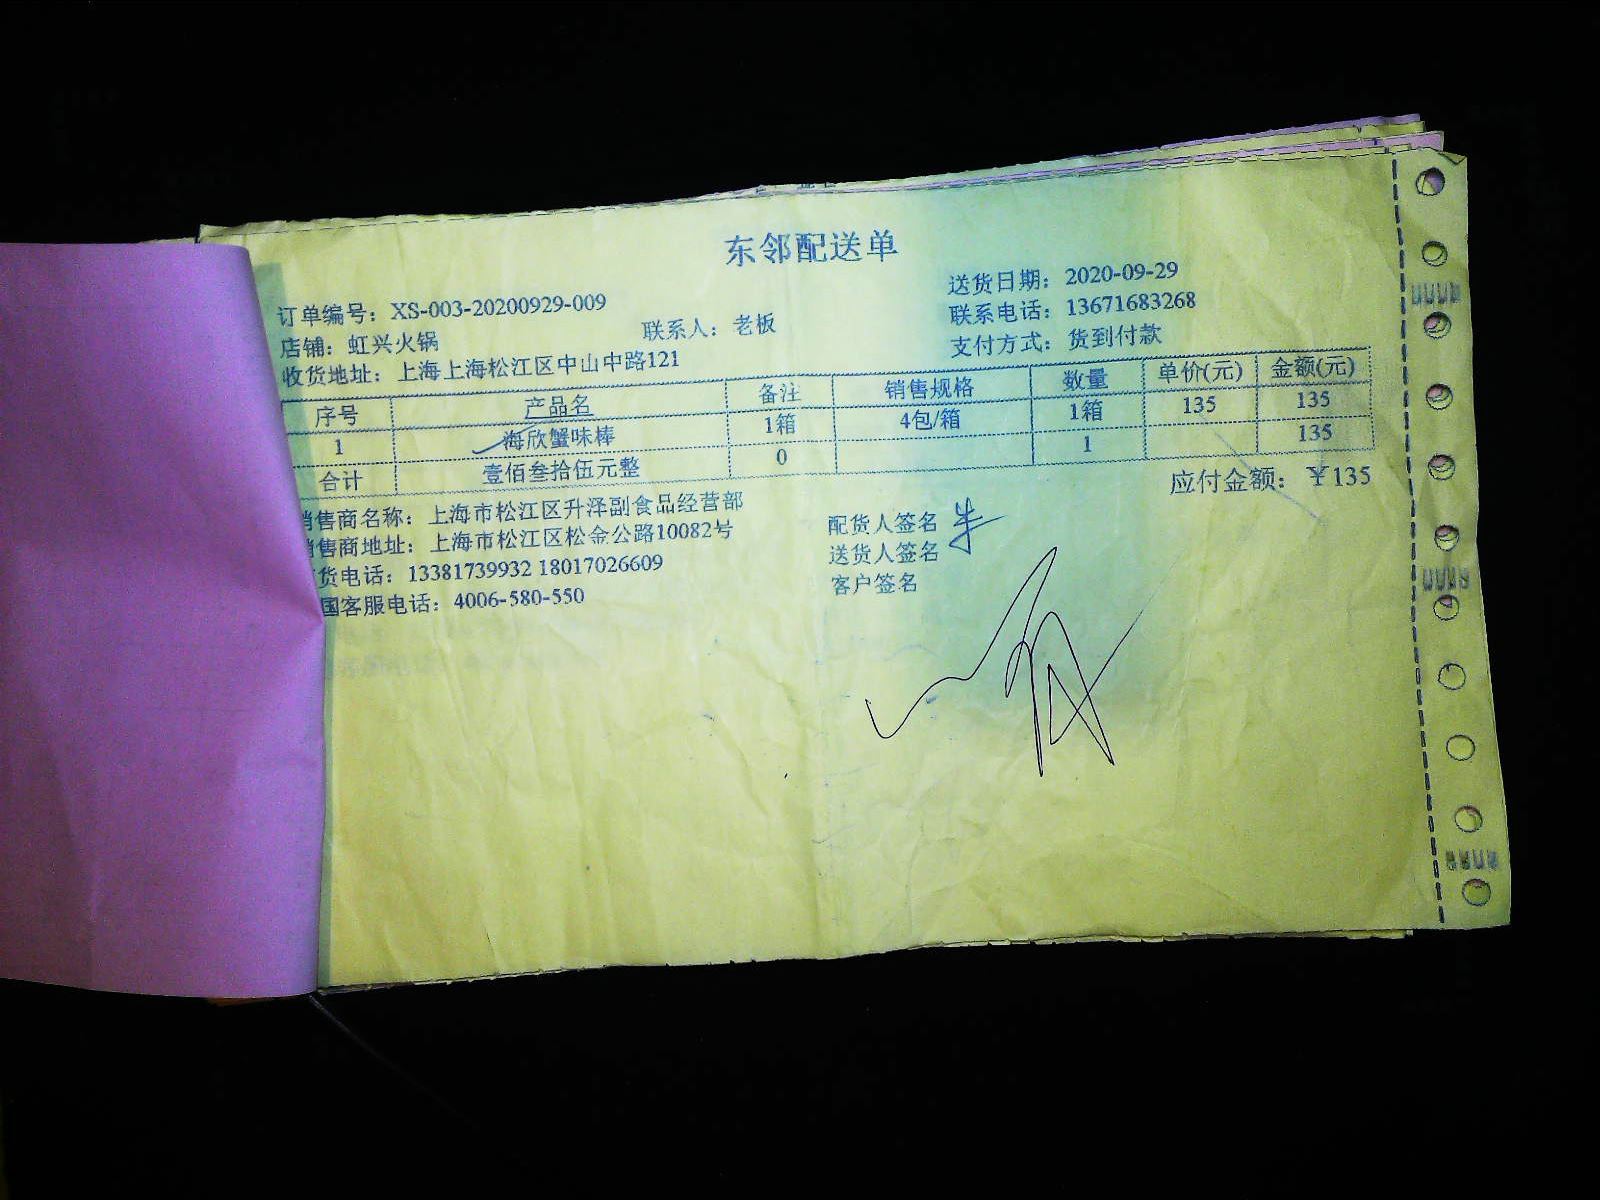 东邻配送单
订单编号：XS-003-20200929-009
送货日期：2020-09-29
店铺：虹兴火锅 联系人：老板 联系电话：13671683268
收货地址：上海上海松江区中山中路121 支付方式：货到付款
序号 产品名 备注 销售规格 数量 单价(元) 金额(元)
1 海欣蟹味棒 1箱 4包/箱 1箱 135 135
合计 壹佰叁拾伍元整 0 1 135
应付金额：￥135
售商名称：上海市松江区升泽副食品经营部
售商地址：上海市松江区松金公路10082号
货电话：13381739932 18017026609
国客服电话：4006-580-550
配货人签名
送货人签名
客户签名